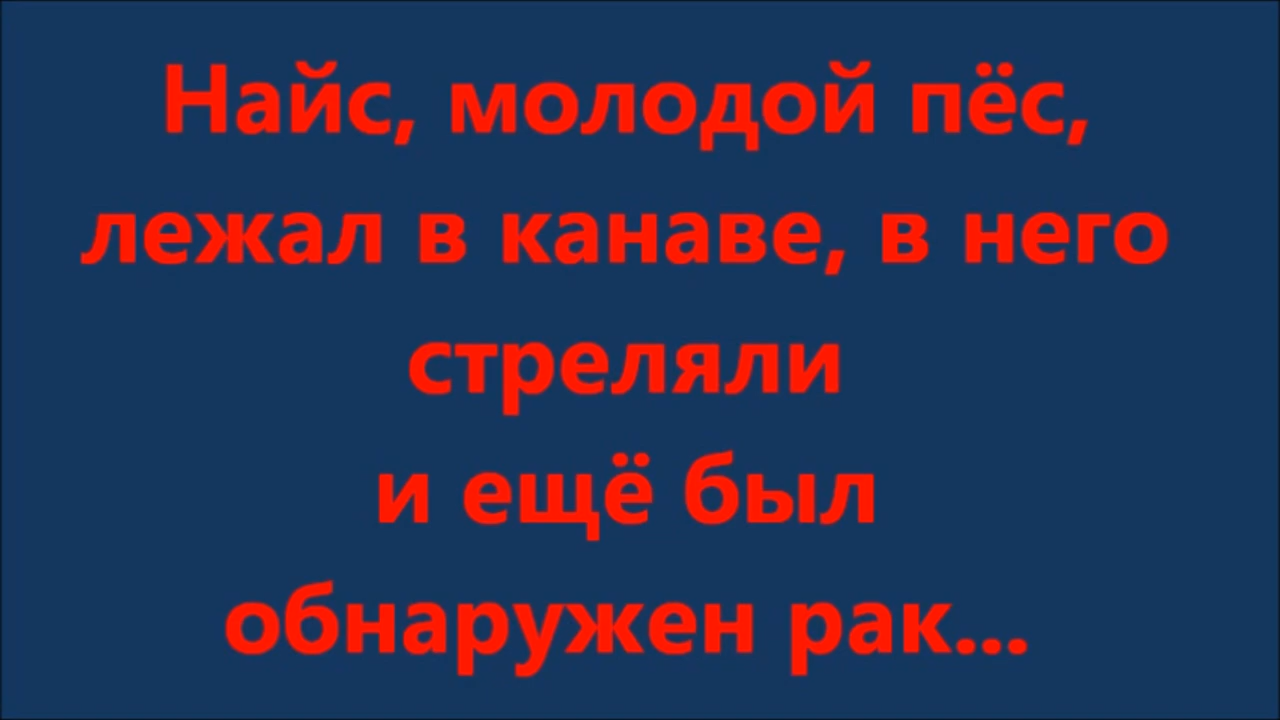 Найс, молодой пёс,
лежал в канаве, в него
стреляли
и ещё был
обнаружен рак...